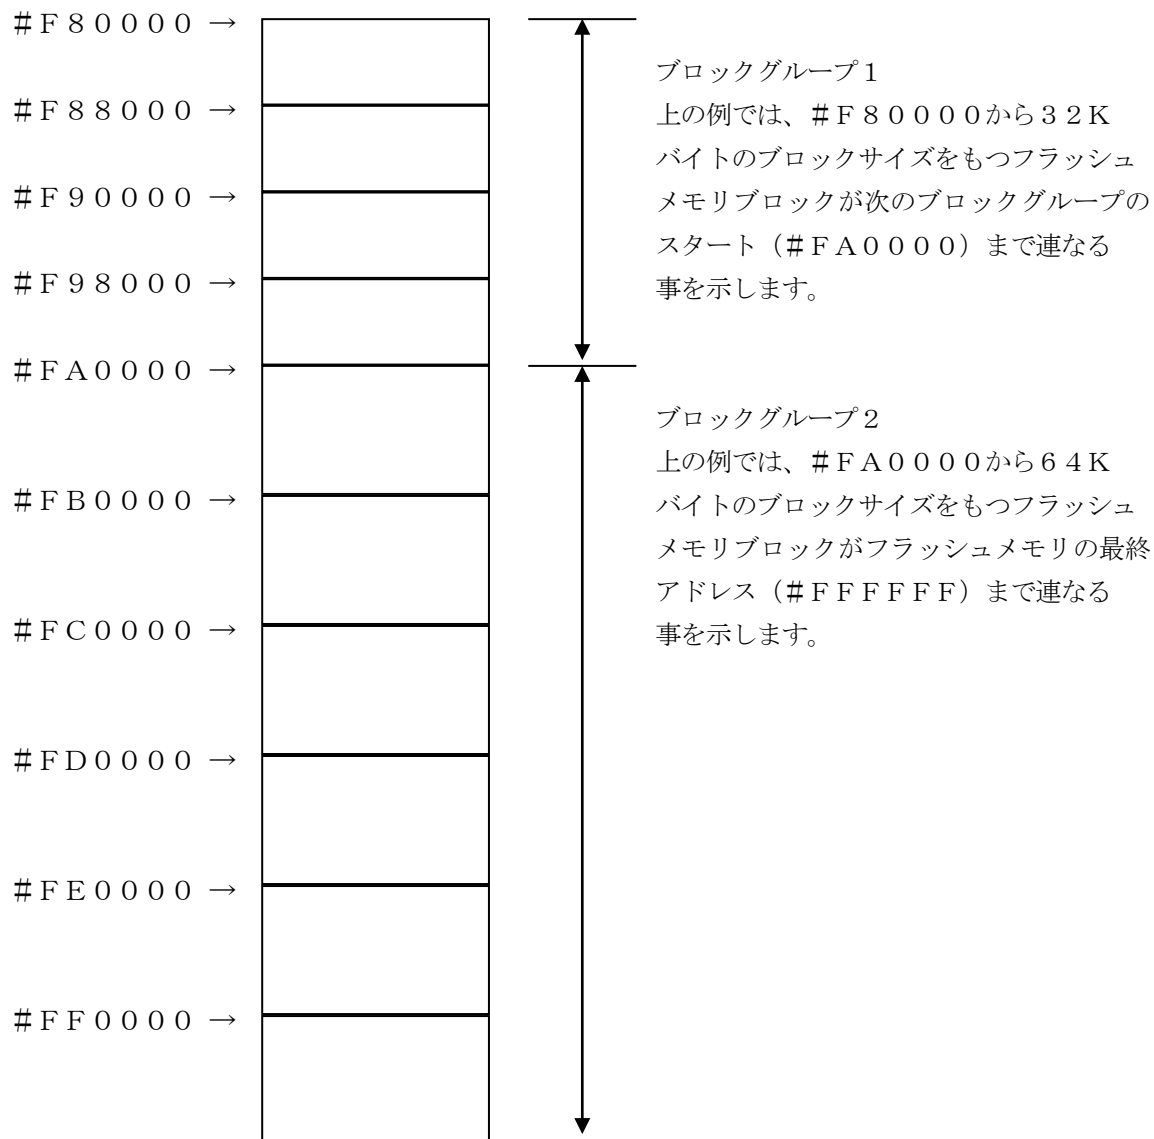 #F80000 →
ブロックグループ1
上の例では、#F80000から32K
#F88000 →
バイトのブロックサイズをもつフラッシュ
#F90000 →
メモリブロックが次のブロックグループの
スタート(#FA0000)まで連なる
#F98000 →
事を示します。
#FA0000 →
ブロックグループ2
上の例では、#FA0000から64K
#FB0000 →
バイトのブロックサイズをもつフラッシュ
メモリブロックがフラッシュメモリの最終
アドレス(#FFFFFF)まで連なる
#FC0000 →
事を示します。
#FD0000 →
#FE0000 →
#FF0000 →